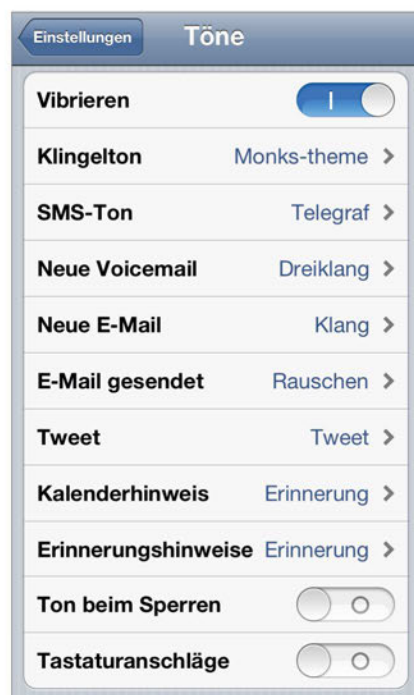 Einstellungen Töne
Vibrieren
Klingelton Monks-theme
SMS-Ton Telegraf
Neue Voicemail Dreiklang
Neue E-Mail Klang
E-Mail gesendet Rauschen
Tweet Tweet
Kalenderhinweis Erinnerung
Erinnerungshinweise Erinnerung
Ton beim Sperren
Tastaturanschläge